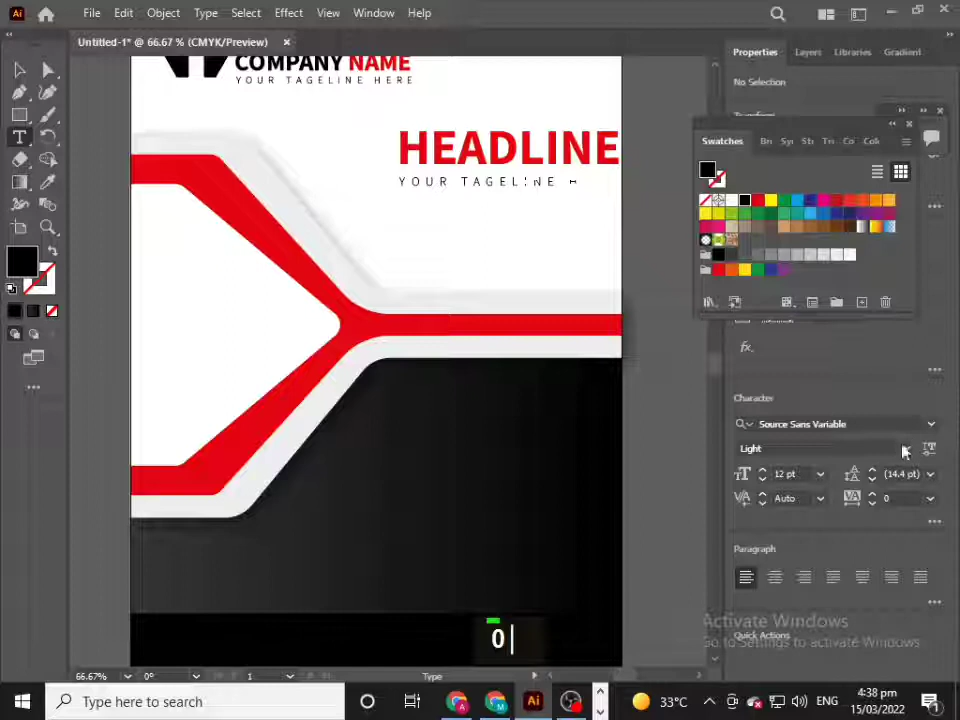 Ai File Edit Object Type Select Effect View Window Help
Untitled-1* @ 66.67 % (CMYK/Preview) ×
Properties Layers Libraries Gradient
No Selection
COMPANY NAME
YOUR TAGELINE HERE
HEADLINE
YOUR TAGELINE
Swatches
Character
Source Sans Variable
Light
12 pt (14.4 pt)
Auto 0
Paragraph
Activate Windows
Go to Settings to activate Windows.
Quick Actions
0
66.67% 0° 1 Type
Type here to search
33°C ENG
4:38 pm
15/03/2022